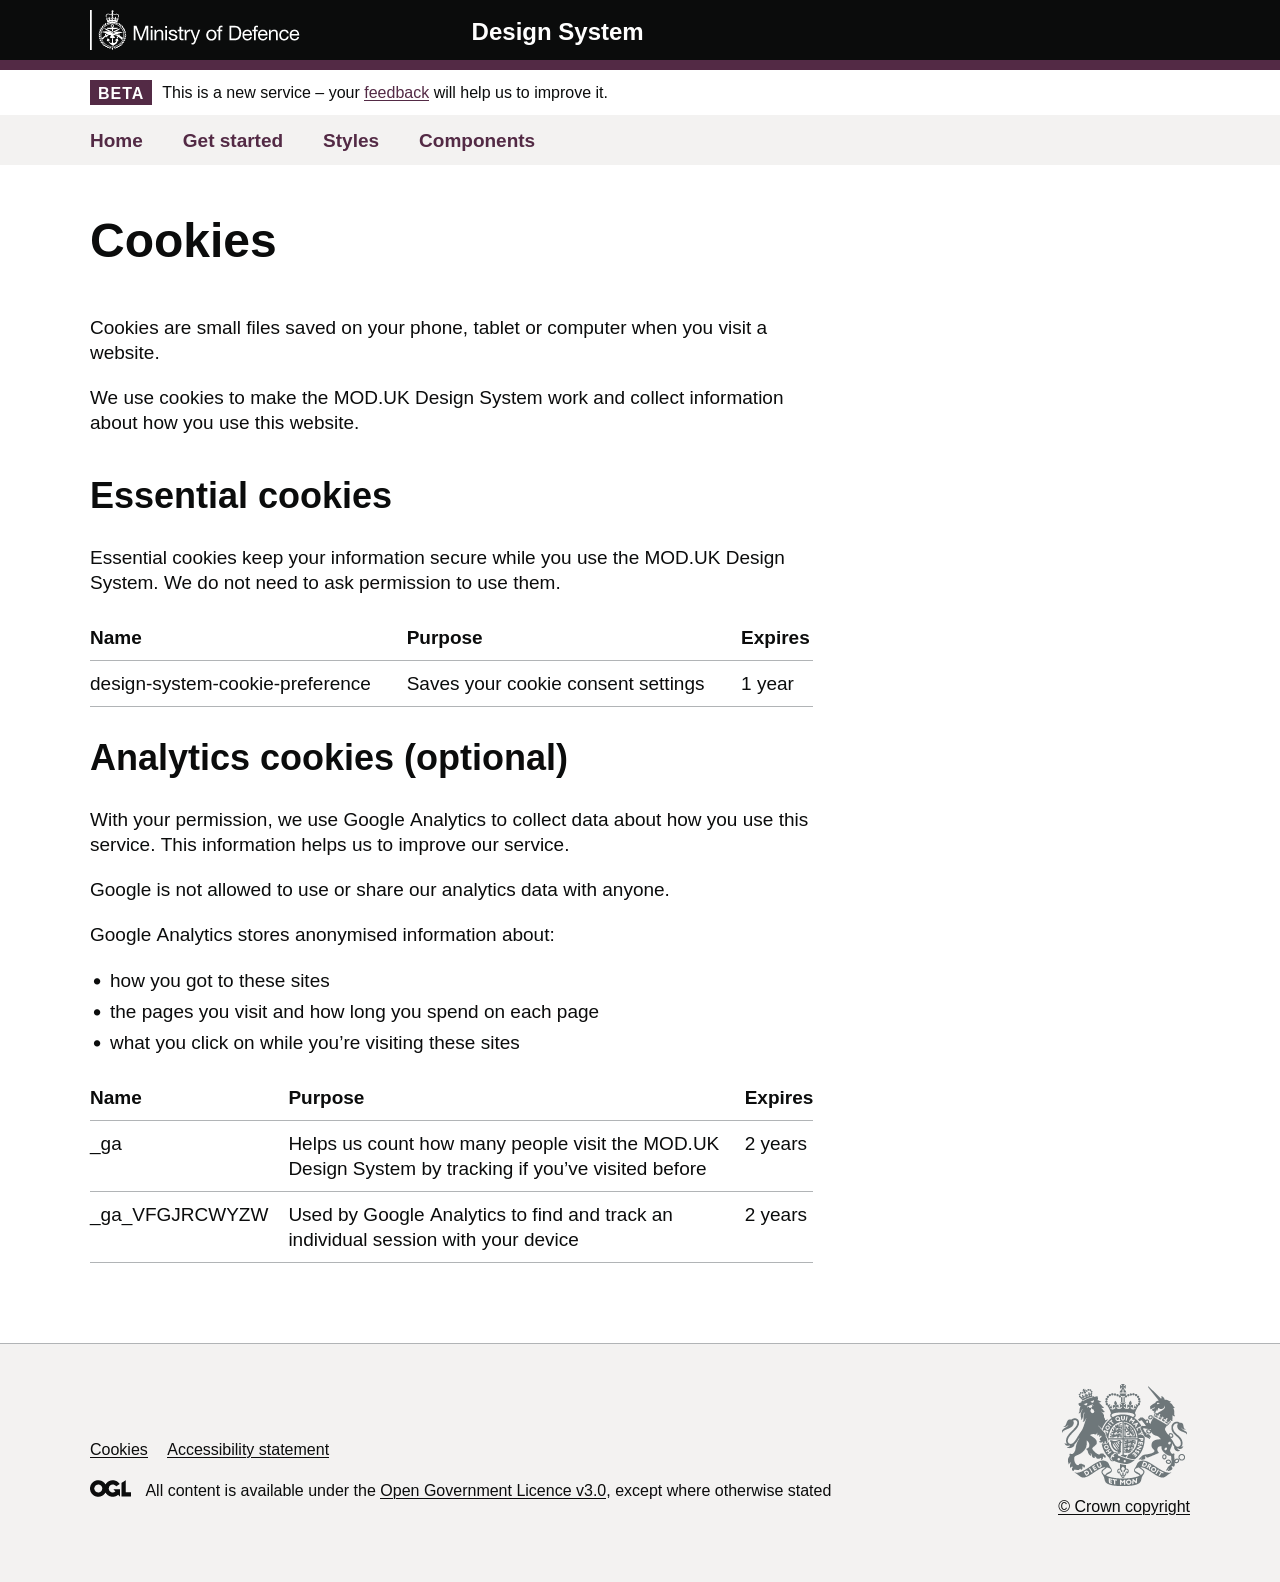 Ministry of Defence
Design System
BETA This is a new service – your feedback will help us to improve it.
Home Get started Styles Components
Cookies
Cookies are small files saved on your phone, tablet or computer when you visit a
website.
We use cookies to make the MOD.UK Design System work and collect information
about how you use this website.
Essential cookies
Essential cookies keep your information secure while you use the MOD.UK Design
System. We do not need to ask permission to use them.
Name Purpose Expires
design-system-cookie-preference Saves your cookie consent settings 1 year
Analytics cookies (optional)
With your permission, we use Google Analytics to collect data about how you use this
service. This information helps us to improve our service.
Google is not allowed to use or share our analytics data with anyone.
Google Analytics stores anonymised information about:
• how you got to these sites
• the pages you visit and how long you spend on each page
• what you click on while you’re visiting these sites
Name Purpose Expires
_ga Helps us count how many people visit the MOD.UK 2 years
Design System by tracking if you’ve visited before
_ga_VFGJRCWYZW Used by Google Analytics to find and track an 2 years
individual session with your device
Cookies Accessibility statement
OGL All content is available under the Open Government Licence v3.0, except where otherwise stated
DIEU ET MON DROIT
© Crown copyright